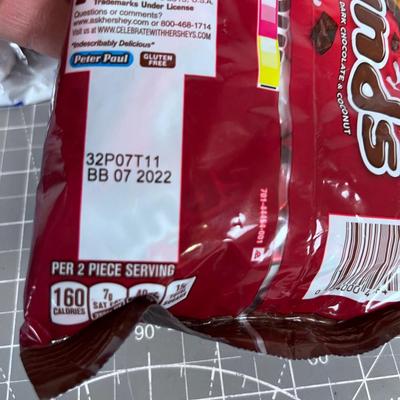 Trademarks Under License
Questions or comments?
www.askhershey.com or 800-468-1714
Visit us at WWW.CELEBRATEWITHHERSHEYS.COM
"Indescribably Delicious"
Peter Paul GLUTEN FREE
32P07T11
BB 07 2022
PER 2 PIECE SERVING
160 CALORIES
7g SAT FAT
DARK CHOCOLATE & COCONUT
nds
90°
100